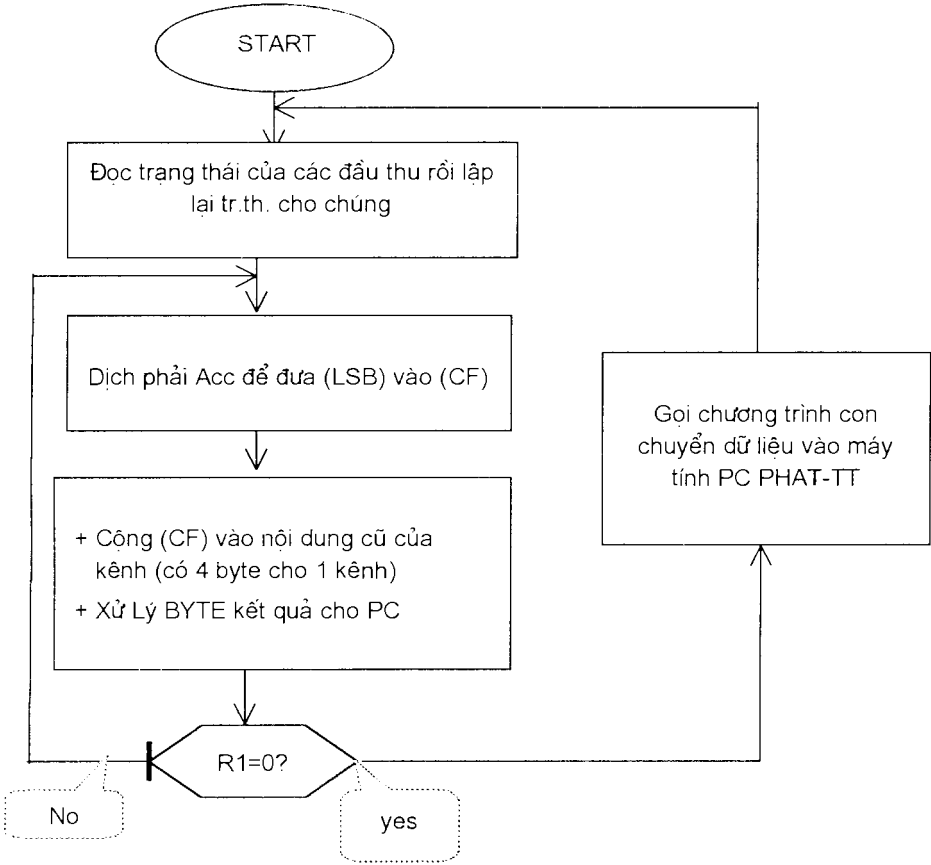 START
Đọc trạng thái của các đầu thu rồi lập
lại tr.th. cho chúng
Dịch phải Acc để đưa (LSB) vào (CF)
+ Cộng (CF) vào nội dung cũ của
kênh (có 4 byte cho 1 kênh)
+ Xử Lý BYTE kết quả cho PC
R1=0?
No
yes
Gọi chương trình con
chuyển dữ liệu vào máy
tính PC PHAT-TT